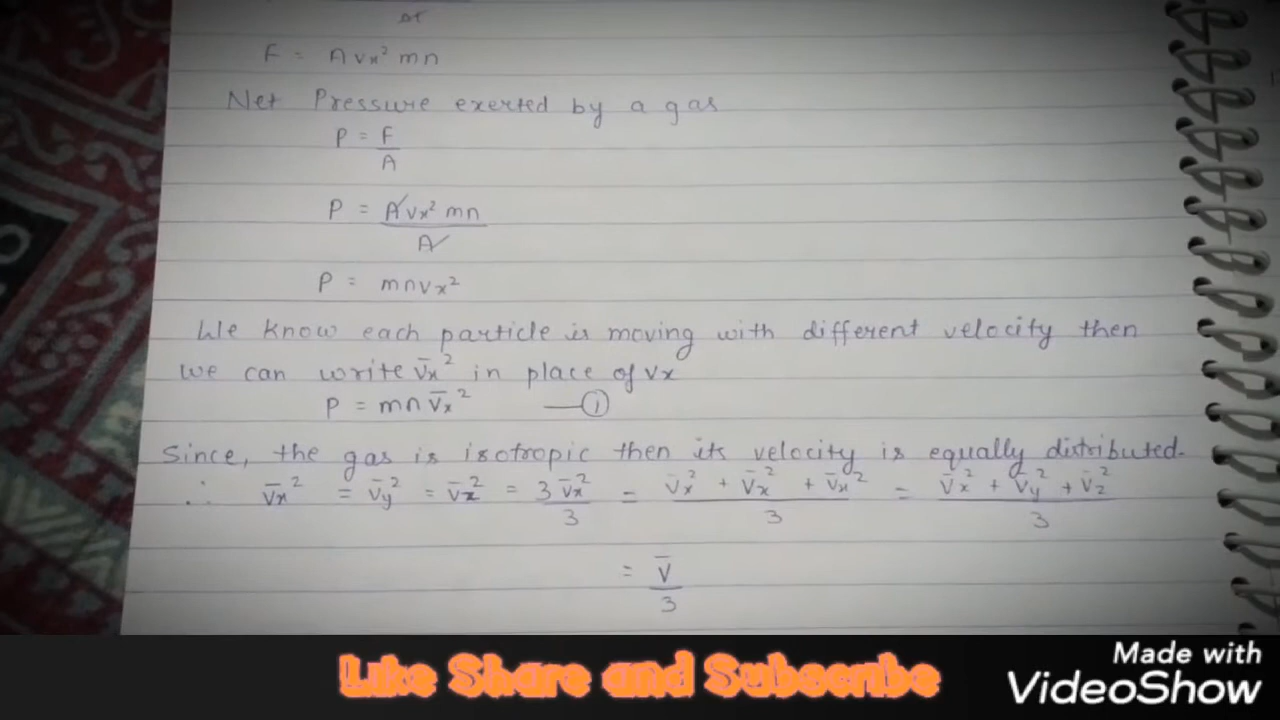 Δt
F = A vx² mn
Net Pressure exerted by a gas
P = F
A
P = A vx² mn
A
P = mnvx²
We know each particle is moving with different velocity then
we can write v̄x² in place of vx
P = mn v̄x² —①
Since, the gas is isotropic then its velocity is equally distributed.
∴ v̄x² = v̄y² = v̄z² = 3v̄x² = v̄x² + v̄x² + v̄x² = v̄x² + v̄y² + v̄z²
3 3 3
= v̄
3
Like Share and Subscribe
Made with
VideoShow